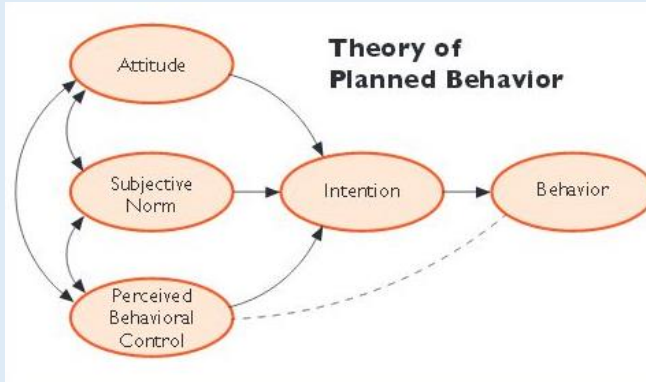 Theory of
Planned Behavior
Attitude
Subjective
Norm
Intention
Behavior
Perceived
Behavioral
Control